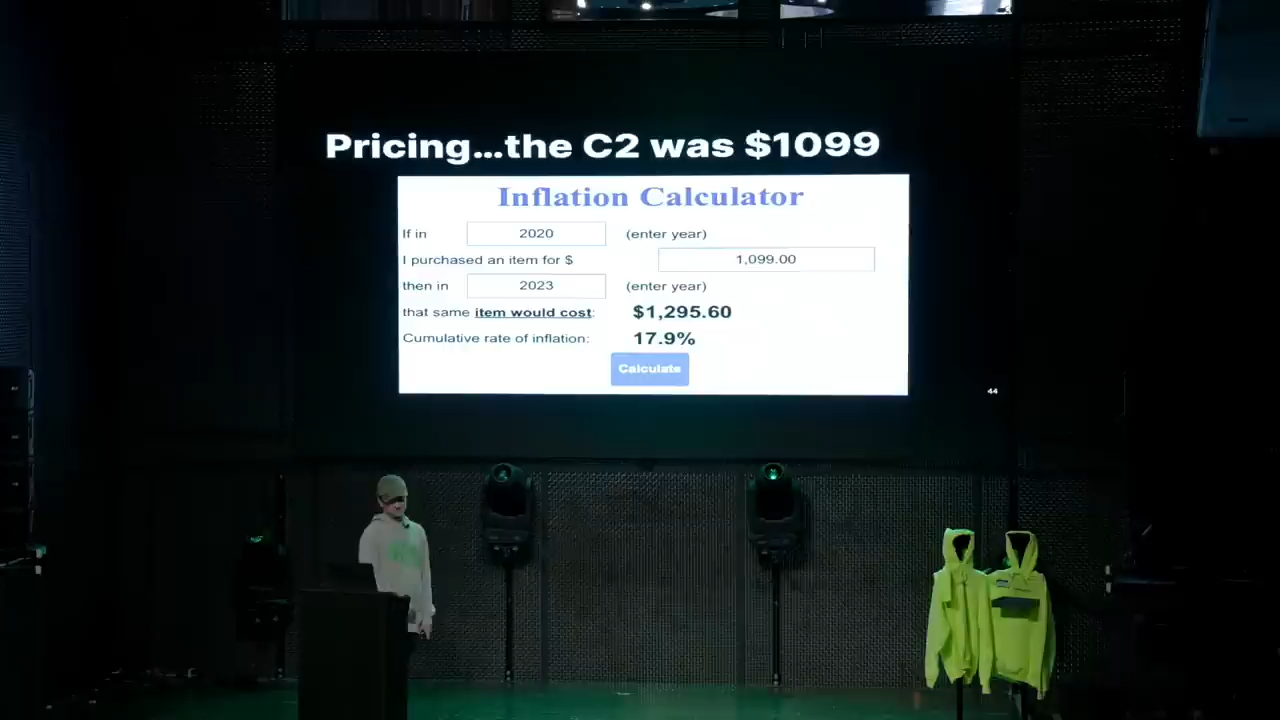 Pricing...the C2 was $1099
Inflation Calculator
If in 2020 (enter year)
I purchased an item for $ 1,099.00
then in 2023 (enter year)
that same item would cost: $1,295.60
Cumulative rate of inflation: 17.9%
Calculate
44